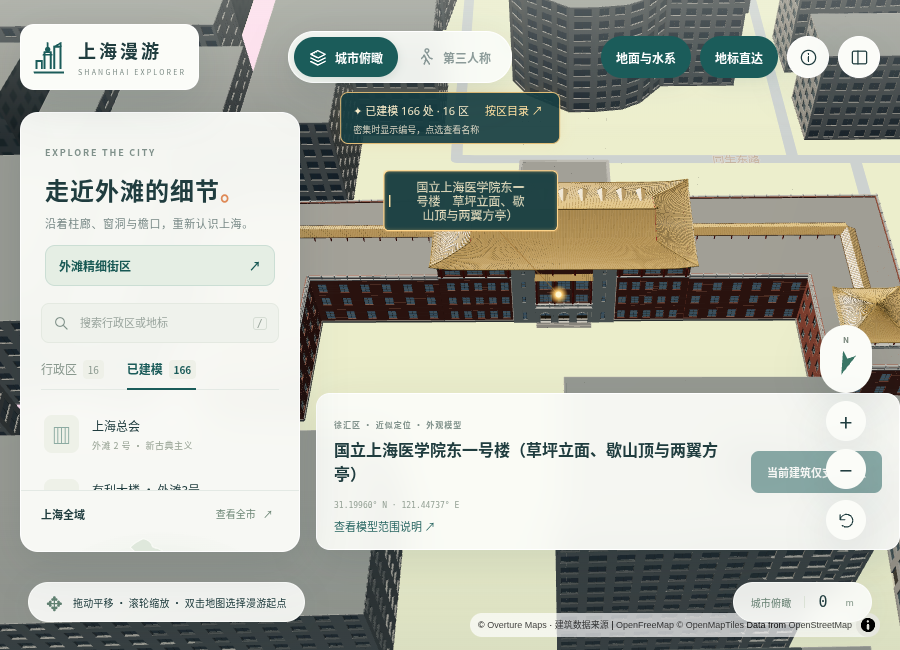 上海漫游
SHANGHAI EXPLORER
城市俯瞰
第三人称
地面与水系
地标直达
✦ 已建模 166 处 · 16 区 按区目录 ↗
密集时显示编号，点选查看名称
EXPLORE THE CITY
走近外滩的细节。
沿着柱廊、窗洞与檐口，重新认识上海。
外滩精细街区 ↗
搜索行政区或地标 /
行政区 16 已建模 166
上海总会
外滩 2 号 · 新古典主义
有利大楼 · 外滩3号
上海全域 查看全市 ↗
国立上海医学院东一
号楼 草坪立面、歇
山顶与两翼方亭）
N
徐汇区 · 近似定位 · 外观模型
国立上海医学院东一号楼（草坪立面、歇山顶与两翼方
亭）
31.19960° N · 121.44737° E
查看模型范围说明 ↗
当前建筑仅
拖动平移 · 滚轮缩放 · 双击地图选择漫游起点
城市俯瞰 0 m
© Overture Maps · 建筑数据来源 | OpenFreeMap © OpenMapTiles Data from OpenStreetMap